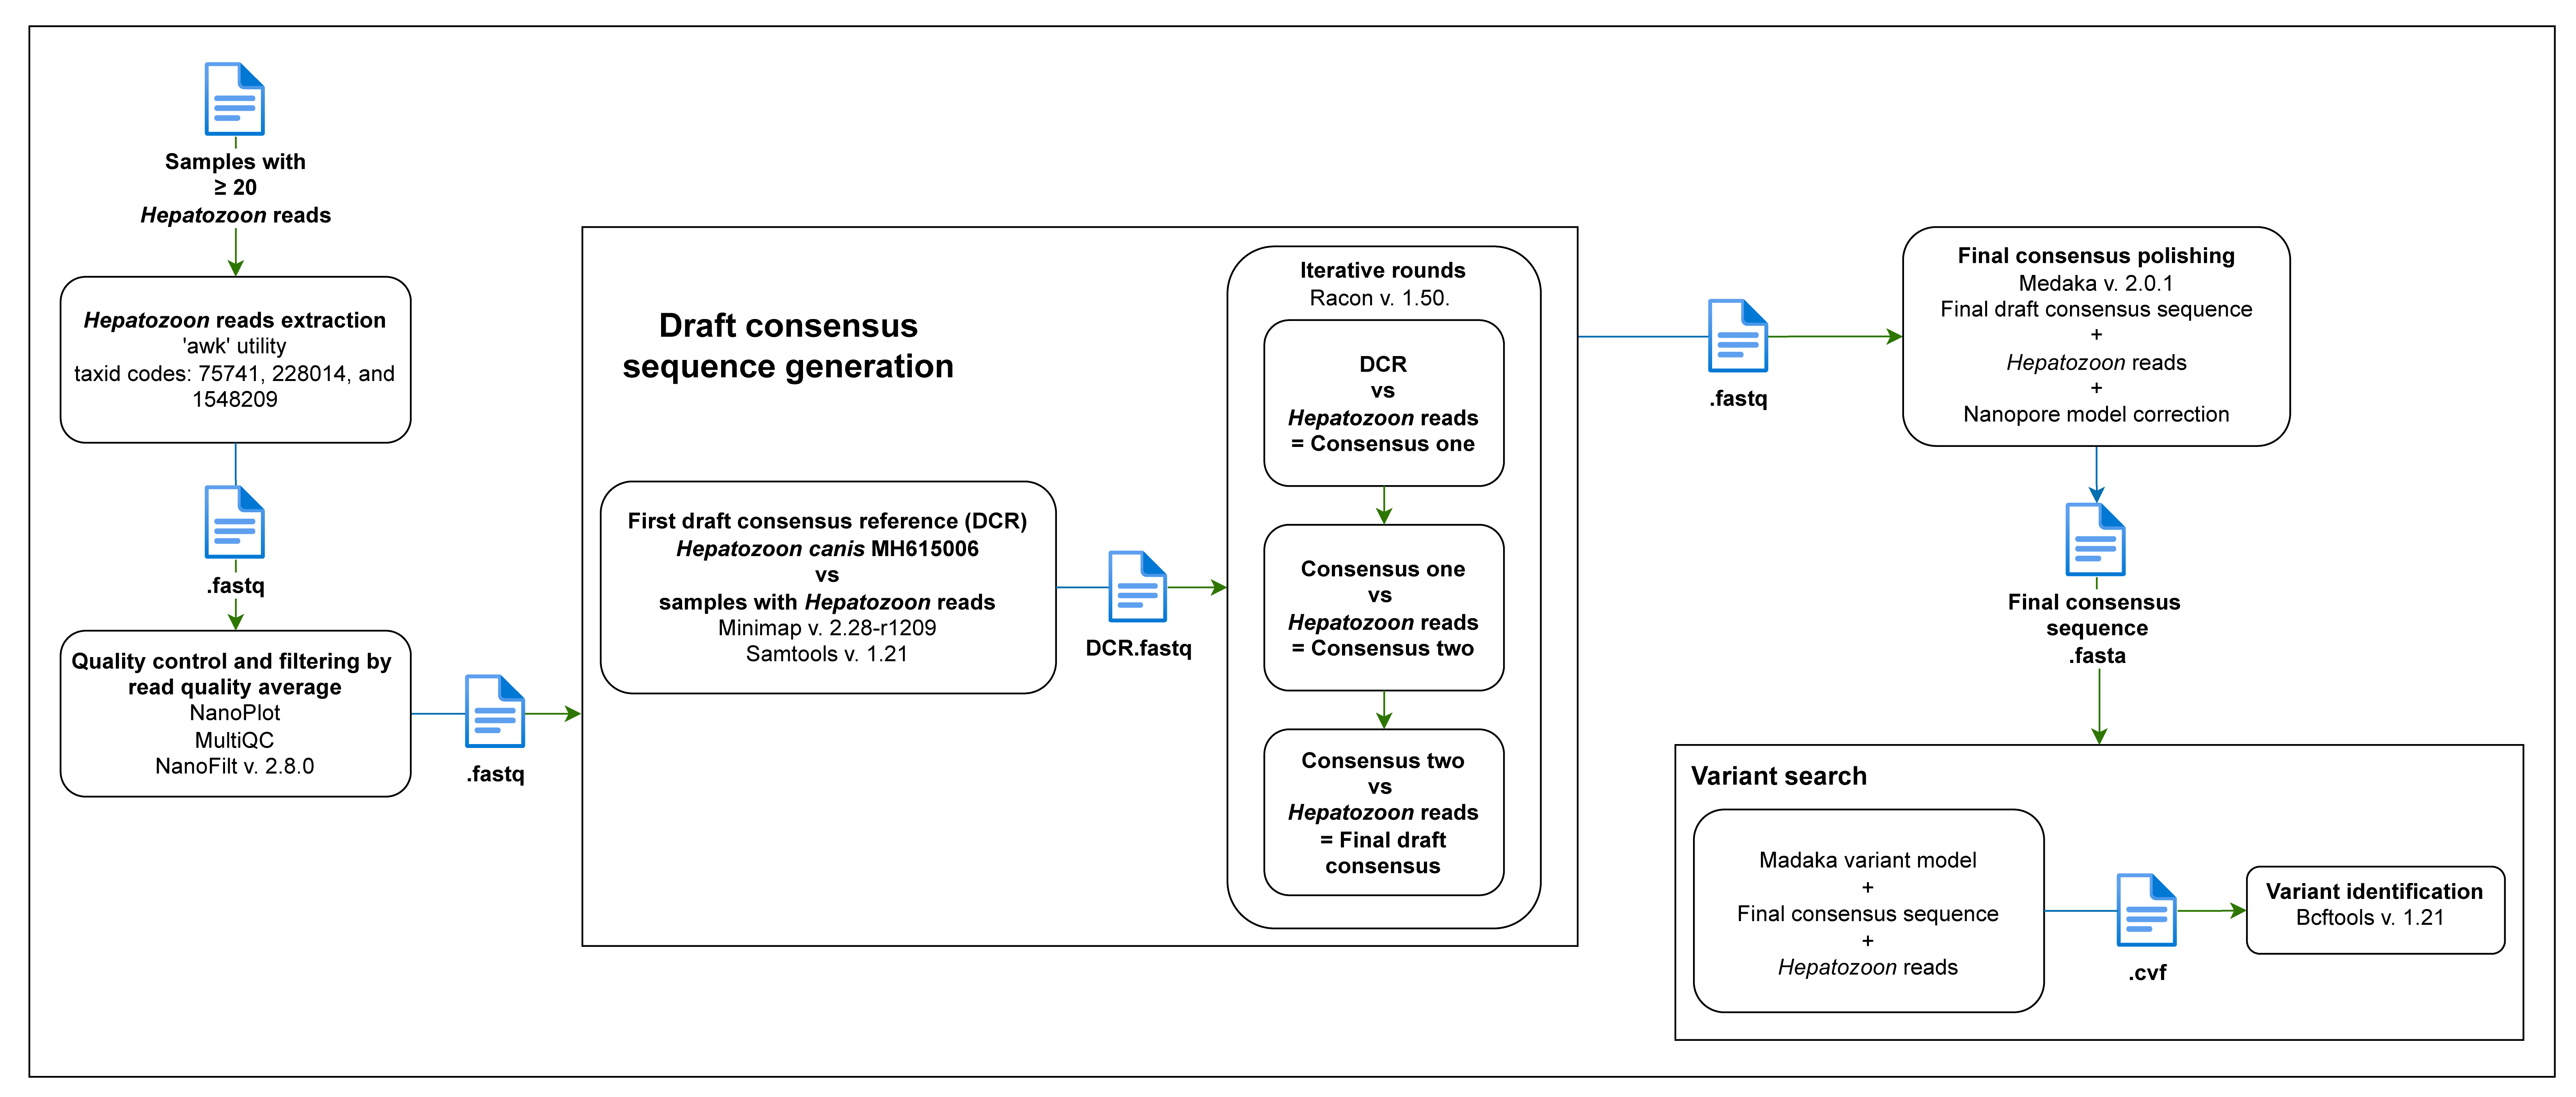 Samples with
≥ 20
Hepatozoon reads
Hepatozoon reads extraction
'awk' utility
taxid codes: 75741, 228014, and
1548209
.fastq
Quality control and filtering by
read quality average
NanoPlot
MultiQC
NanoFilt v. 2.8.0
.fastq
Draft consensus
sequence generation
First draft consensus reference (DCR)
Hepatozoon canis MH615006
vs
samples with Hepatozoon reads
Minimap v. 2.28-r1209
Samtools v. 1.21
DCR.fastq
Iterative rounds
Racon v. 1.50.
DCR
vs
Hepatozoon reads
= Consensus one
Consensus one
vs
Hepatozoon reads
= Consensus two
Consensus two
vs
Hepatozoon reads
= Final draft
consensus
.fastq
Final consensus polishing
Medaka v. 2.0.1
Final draft consensus sequence
+
Hepatozoon reads
+
Nanopore model correction
Final consensus
sequence
.fasta
Variant search
Madaka variant model
+
Final consensus sequence
+
Hepatozoon reads
.cvf
Variant identification
Bcftools v. 1.21